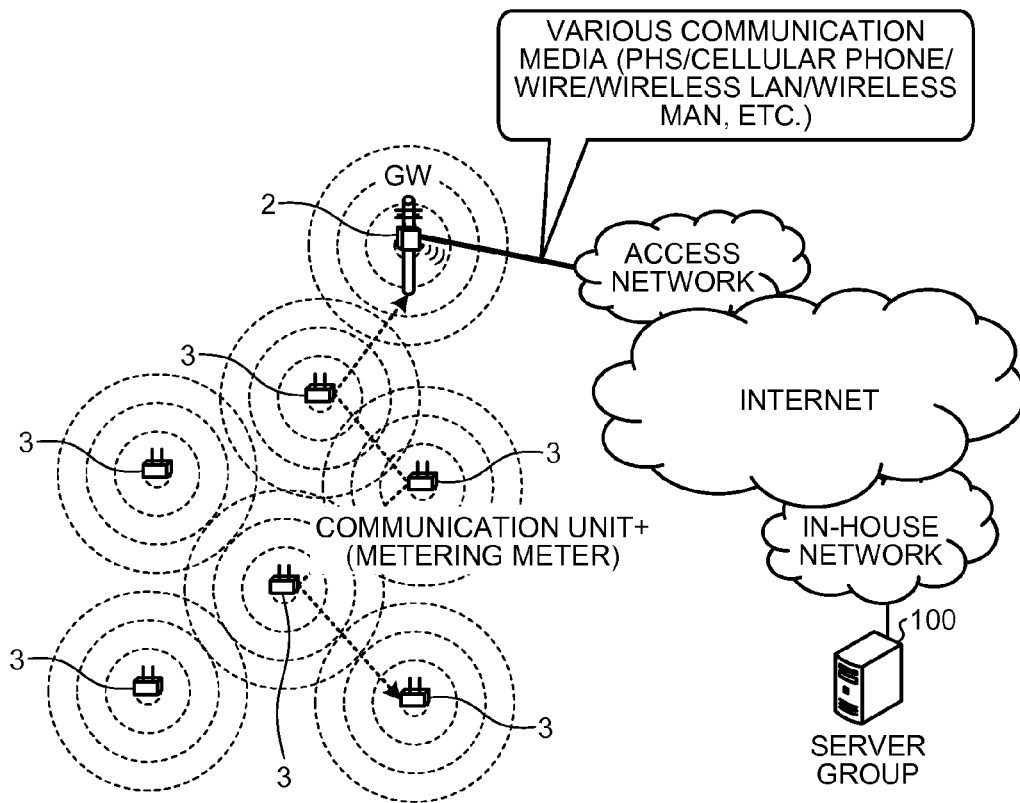 VARIOUS COMMUNICATION
MEDIA (PHS/CELLULAR PHONE/
WIRE/WIRELESS LAN/WIRELESS
MAN, ETC.)
GW
2
ACCESS
NETWORK
3
INTERNET
3
3
COMMUNICATION UNIT+
(METERING METER)
IN-HOUSE
NETWORK
100
3
3
3
SERVER
GROUP